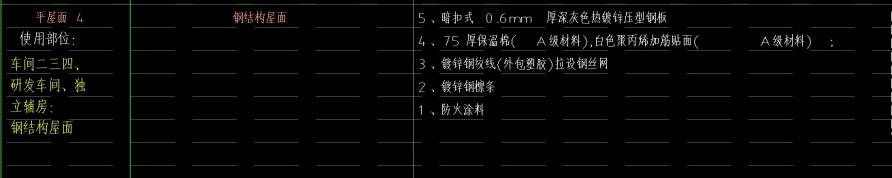 平屋面 4
使用部位:
车间二三四、
研发车间、独
立辅房:
钢结构屋面
钢结构屋面
5、暗扣式 0.6mm 厚深灰色热镀锌压型钢板
4、75 厚保温棉( A级材料),白色聚丙烯加筋贴面( A级材料) ;
3、镀锌钢绞线(外包塑胶)拉设钢丝网
2、镀锌钢檩条
1、防火涂料